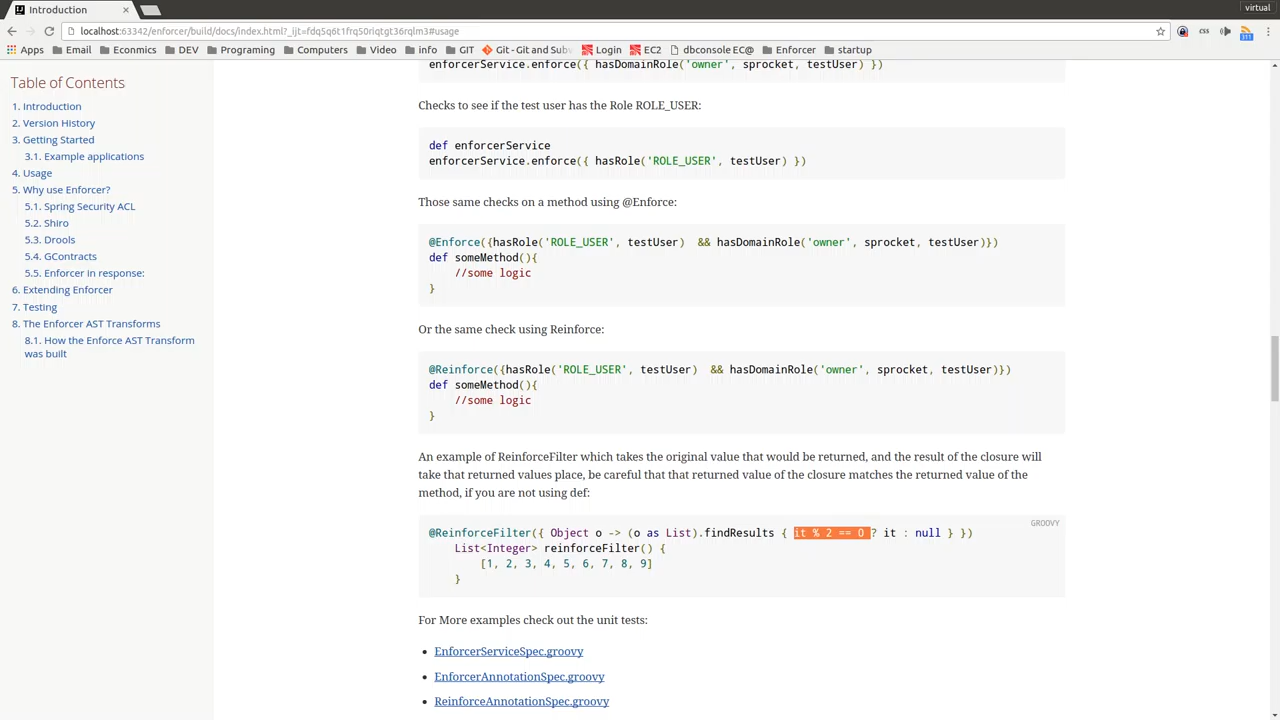 Introduction
virtual
localhost:63342/enforcer/build/docs/index.html?_ijt=fdq5q6t1frq50riqtgt36rqlm3#usage
Apps Email Econmics DEV Programing Computers Video info GIT Git - Git and Sub Login EC2 dbconsole EC@ Enforcer startup
css
311
Table of Contents
1. Introduction
2. Version History
3. Getting Started
3.1. Example applications
4. Usage
5. Why use Enforcer?
5.1. Spring Security ACL
5.2. Shiro
5.3. Drools
5.4. GContracts
5.5. Enforcer in response:
6. Extending Enforcer
7. Testing
8. The Enforcer AST Transforms
8.1. How the Enforce AST Transform
was built
enforcerService.enforce({ hasDomainRole('owner', sprocket, testUser) })
Checks to see if the test user has the Role ROLE_USER:
def enforcerService
enforcerService.enforce({ hasRole('ROLE_USER', testUser) })
Those same checks on a method using @Enforce:
@Enforce({hasRole('ROLE_USER', testUser)  && hasDomainRole('owner', sprocket, testUser)})
def someMethod(){
//some logic
}
Or the same check using Reinforce:
@Reinforce({hasRole('ROLE_USER', testUser)  && hasDomainRole('owner', sprocket, testUser)})
def someMethod(){
//some logic
}
An example of ReinforceFilter which takes the original value that would be returned, and the result of the closure will
take that returned values place, be careful that that returned value of the closure matches the returned value of the
method, if you are not using def:
GROOVY
@ReinforceFilter({ Object o -> (o as List).findResults { it % 2 == 0 ? it : null } })
List<Integer> reinforceFilter() {
[1, 2, 3, 4, 5, 6, 7, 8, 9]
}
For More examples check out the unit tests:
• EnforcerServiceSpec.groovy
• EnforcerAnnotationSpec.groovy
• ReinforceAnnotationSpec.groovy